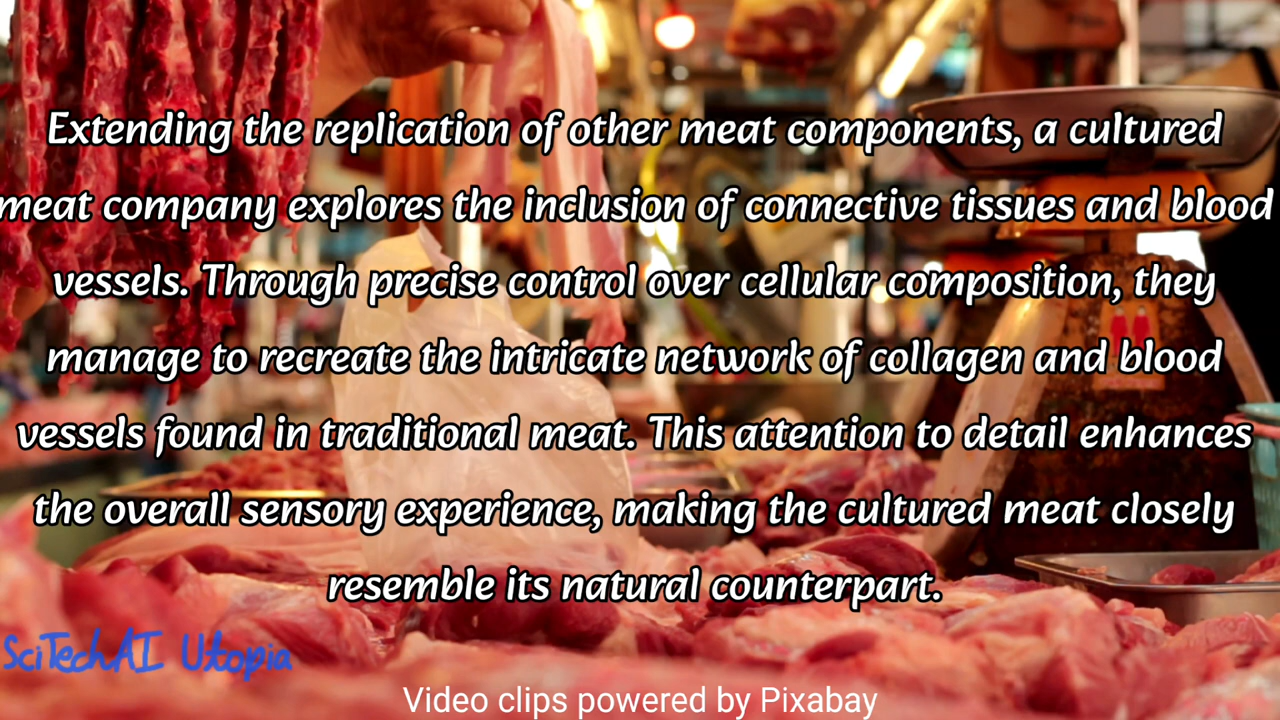 Extending the replication of other meat components, a cultured
meat company explores the inclusion of connective tissues and blood
vessels. Through precise control over cellular composition, they
manage to recreate the intricate network of collagen and blood
vessels found in traditional meat. This attention to detail enhances
the overall sensory experience, making the cultured meat closely
resemble its natural counterpart.
SciTechAI Utopia
Video clips powered by Pixabay